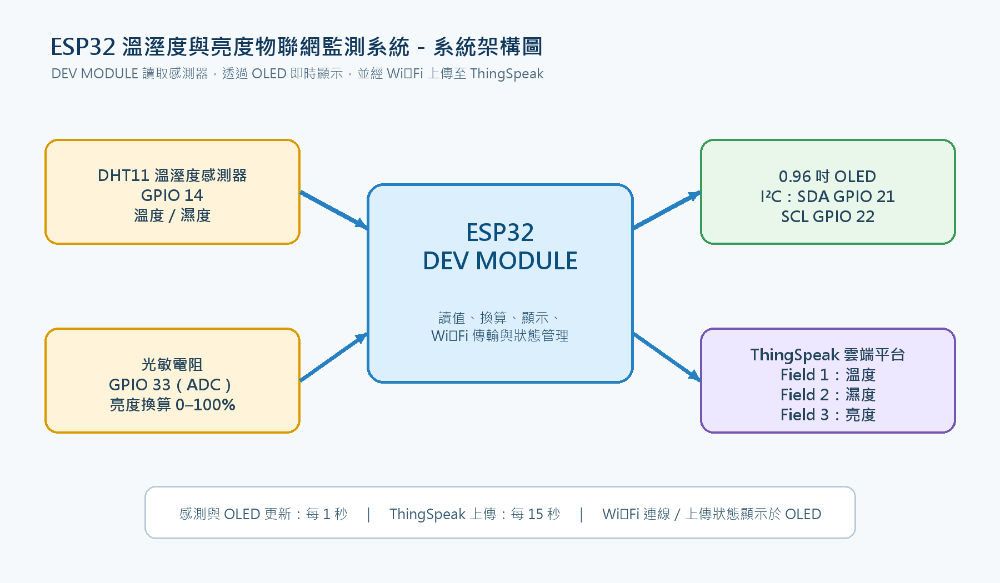 ESP32 溫溼度與亮度物聯網監測系統 - 系統架構圖
DEV MODULE 讀取感測器，透過 OLED 即時顯示，並經 Wi□Fi 上傳至 ThingSpeak
DHT11 溫溼度感測器
GPIO 14
溫度 / 濕度
光敏電阻
GPIO 33（ADC）
亮度換算 0–100%
ESP32
DEV MODULE
讀值、換算、顯示、
Wi□Fi 傳輸與狀態管理
0.96 吋 OLED
I²C：SDA GPIO 21
SCL GPIO 22
ThingSpeak 雲端平台
Field 1：溫度
Field 2：濕度
Field 3：亮度
感測與 OLED 更新：每 1 秒 | ThingSpeak 上傳：每 15 秒 | Wi□Fi 連線 / 上傳狀態顯示於 OLED